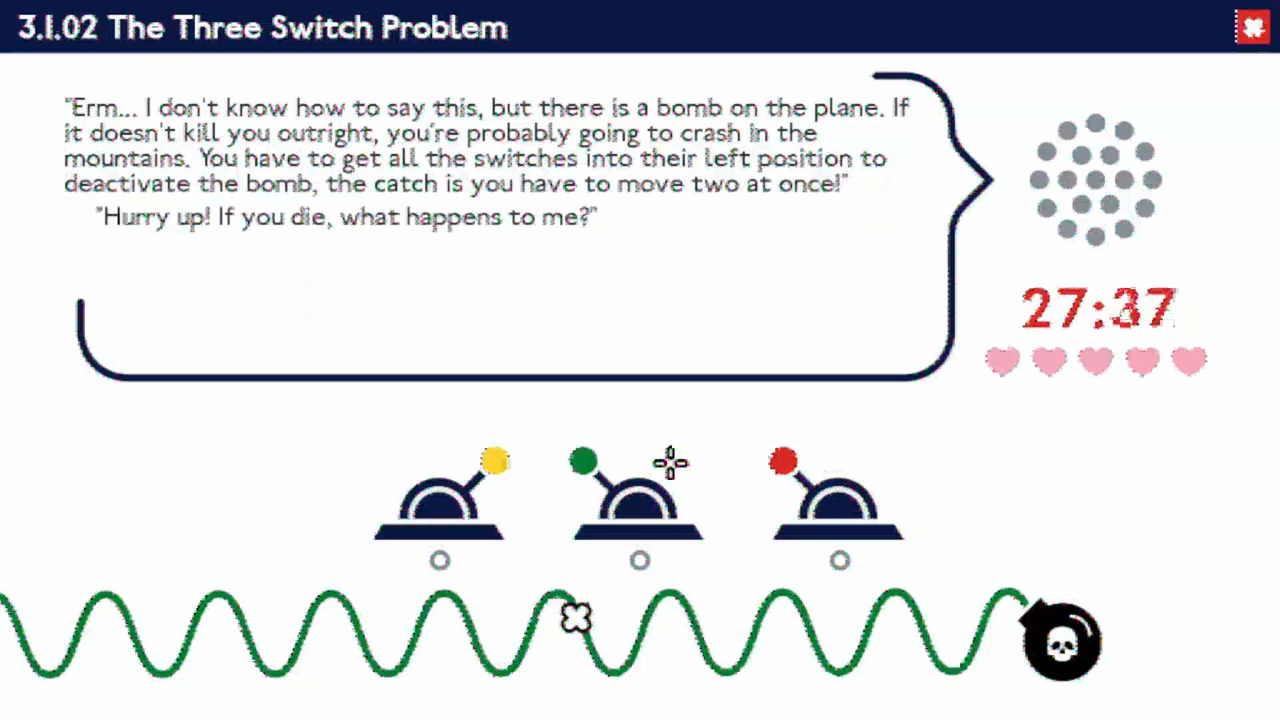 3.1.02 The Three Switch Problem
"Erm... I don't know how to say this, but there is a bomb on the plane. If
it doesn't kill you outright, you're probably going to crash in the
mountains. You have to get all the switches into their left position to
deactivate the bomb, the catch is you have to move two at once!"
"Hurry up! If you die, what happens to me?"
27:37